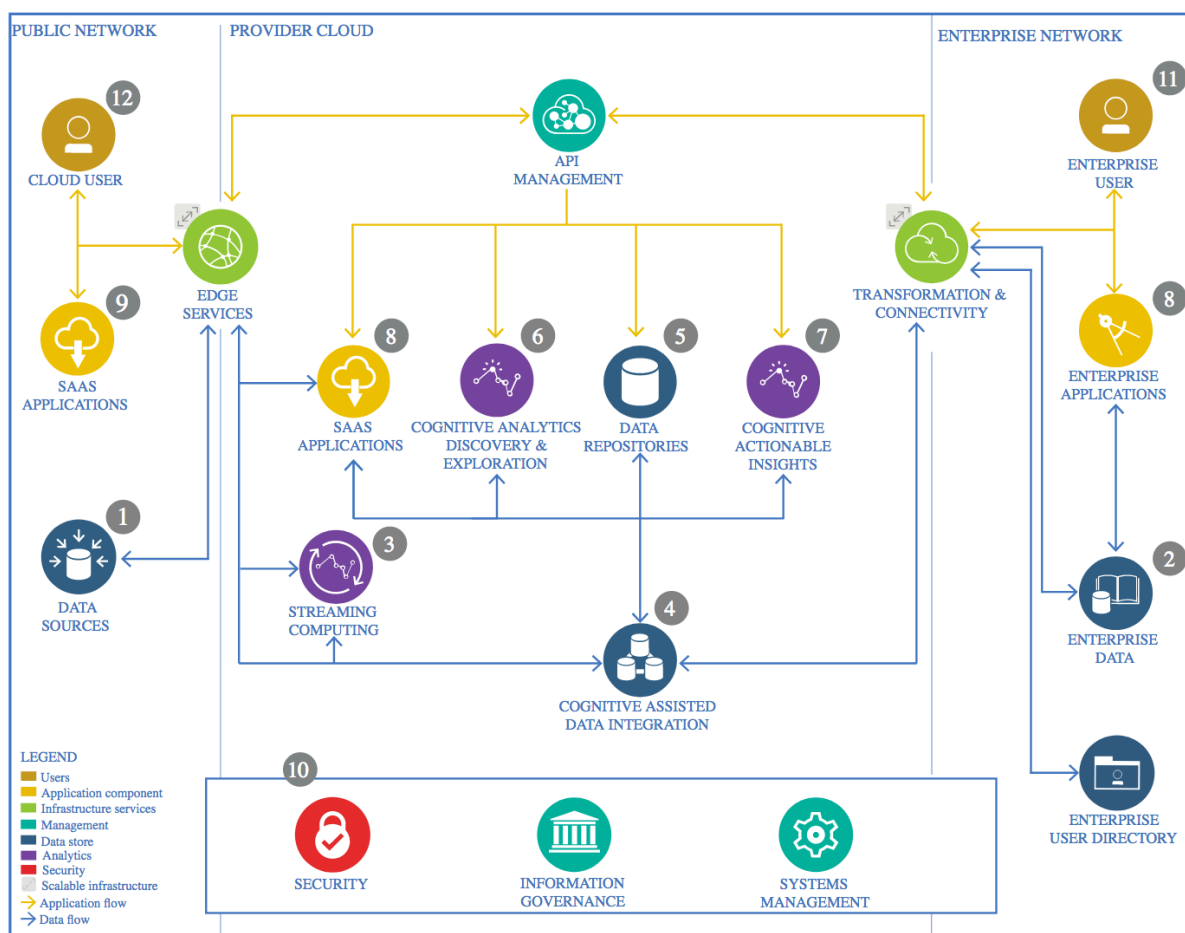 PUBLIC NETWORK
PROVIDER CLOUD
ENTERPRISE NETWORK
12
CLOUD USER
API
MANAGEMENT
11
ENTERPRISE
USER
EDGE
SERVICES
TRANSFORMATION &
CONNECTIVITY
9
SAAS
APPLICATIONS
8
SAAS
APPLICATIONS
6
COGNITIVE ANALYTICS
DISCOVERY &
EXPLORATION
5
DATA
REPOSITORIES
7
COGNITIVE
ACTIONABLE
INSIGHTS
8
ENTERPRISE
APPLICATIONS
1
DATA
SOURCES
3
STREAMING
COMPUTING
4
COGNITIVE ASSISTED
DATA INTEGRATION
2
ENTERPRISE
DATA
ENTERPRISE
USER DIRECTORY
LEGEND
Users
Application component
Infrastructure services
Management
Data store
Analytics
Security
Scalable infrastructure
Application flow
Data flow
10
SECURITY
INFORMATION
GOVERNANCE
SYSTEMS
MANAGEMENT